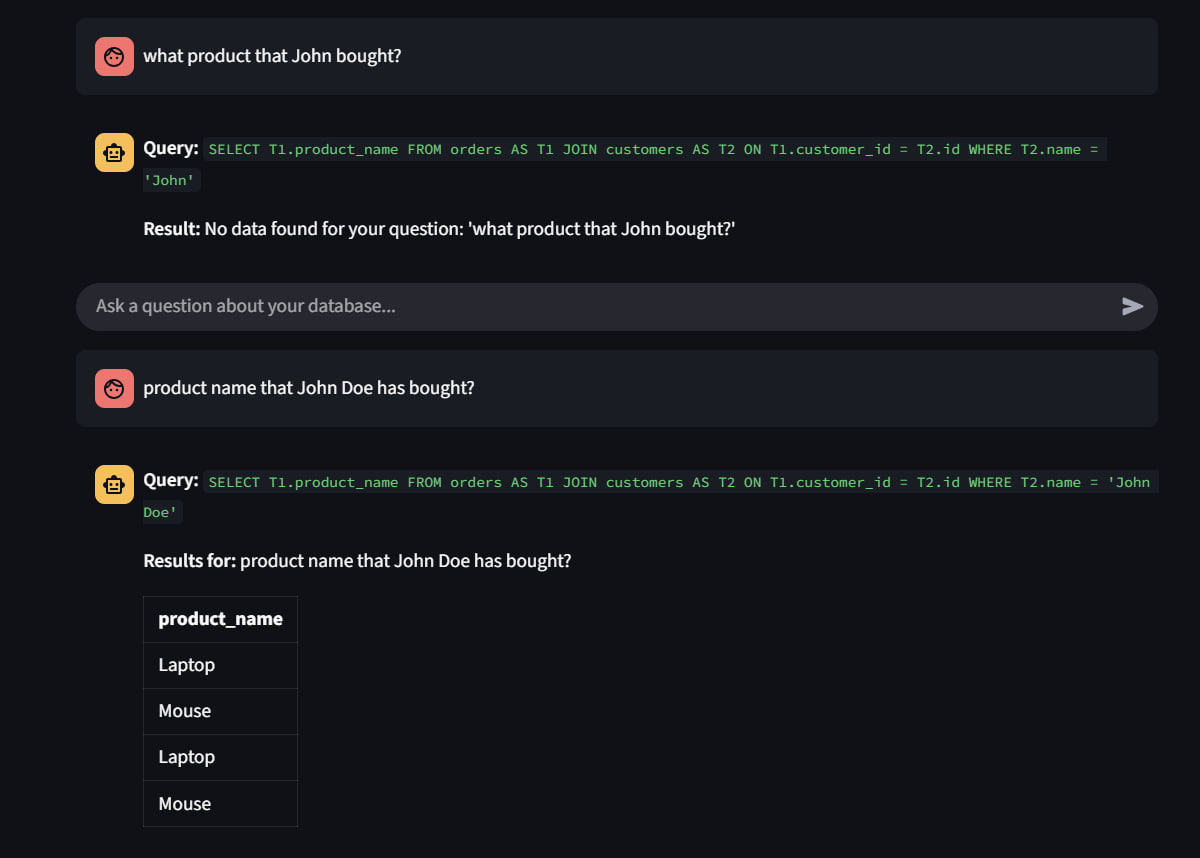 what product that John bought?
Query: SELECT T1.product_name FROM orders AS T1 JOIN customers AS T2 ON T1.customer_id = T2.id WHERE T2.name =
'John'
Result: No data found for your question: 'what product that John bought?'
Ask a question about your database...
product name that John Doe has bought?
Query: SELECT T1.product_name FROM orders AS T1 JOIN customers AS T2 ON T1.customer_id = T2.id WHERE T2.name = 'John
Doe'
Results for: product name that John Doe has bought?
product_name
Laptop
Mouse
Laptop
Mouse